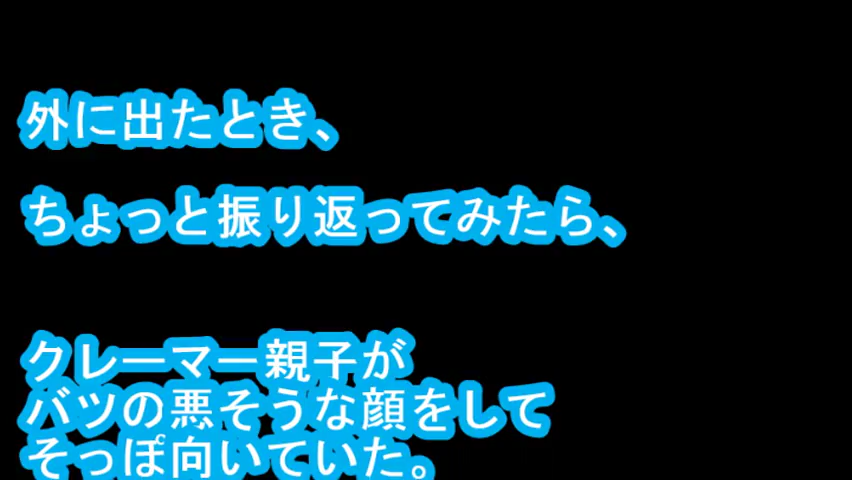 外に出たとき、
ちょっと振り返ってみたら、
クレーマー親子が
バツの悪そうな顔をして
そっぽ向いていた。